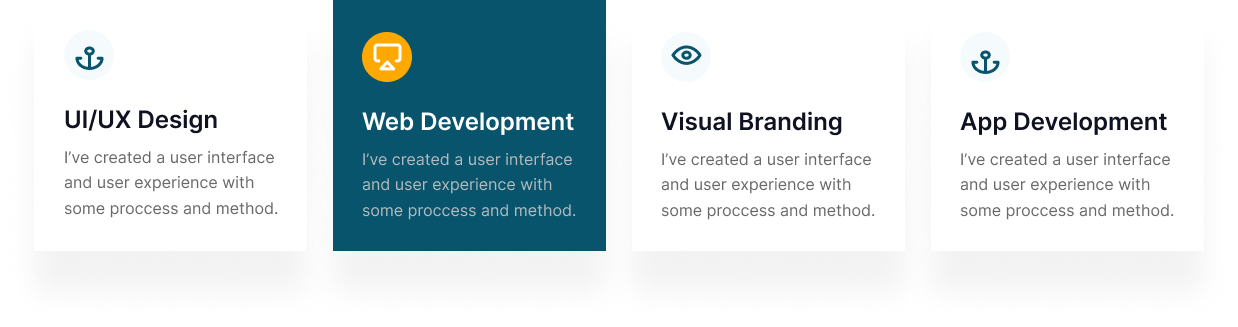 UI/UX Design
I’ve created a user interface
and user experience with
some proccess and method.
Web Development
I’ve created a user interface
and user experience with
some proccess and method.
Visual Branding
I’ve created a user interface
and user experience with
some proccess and method.
App Development
I’ve created a user interface
and user experience with
some proccess and method.